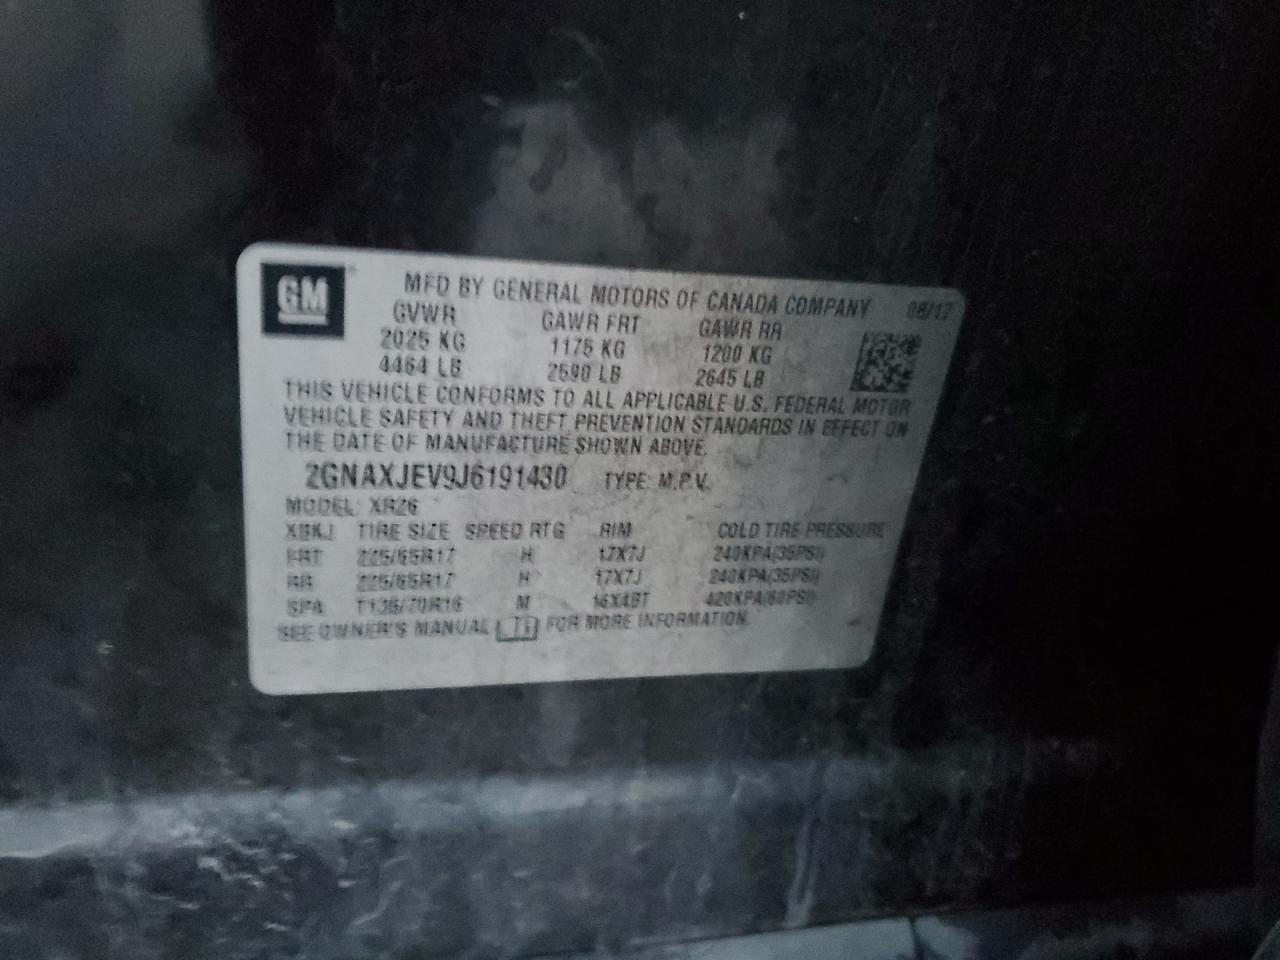 GM
MFD BY GENERAL MOTORS OF CANADA COMPANY 08/17
GVWR GAWR FRT GAWR RR
2025 KG 1175 KG 1200 KG
4464 LB 2590 LB 2645 LB
THIS VEHICLE CONFORMS TO ALL APPLICABLE U.S. FEDERAL MOTOR
VEHICLE SAFETY AND THEFT PREVENTION STANDARDS IN EFFECT ON
THE DATE OF MANUFACTURE SHOWN ABOVE.
2GNAXJEV9J6191430 TYPE: M.P.V.
MODEL: XR26
XBKJ TIRE SIZE SPEED RTG RIM COLD TIRE PRESSURE
FRT 225/65R17 H 17X7J 240KPA(35PSI)
RR 225/65R17 H 17X7J 240KPA(35PSI)
SPA T135/70R16 M 16X4BT 420KPA(60PSI)
SEE OWNER'S MANUAL FOR MORE INFORMATION.